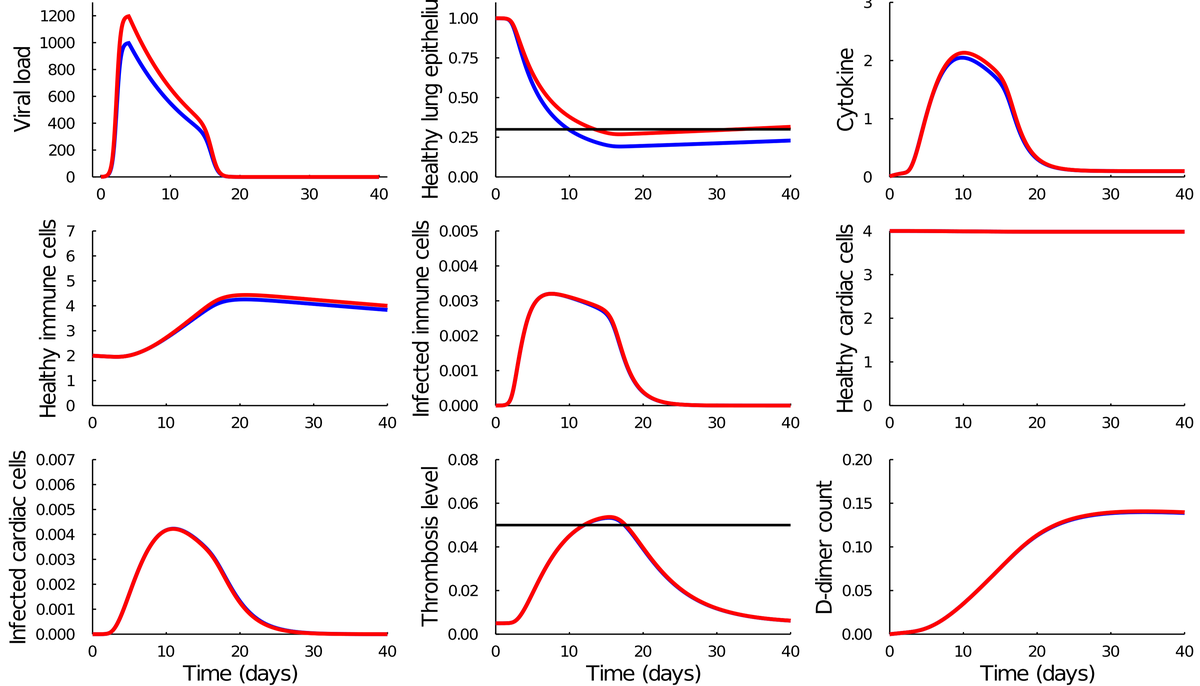 Viral load
1200
1000
800
600
400
200
0
0 10 20 30 40
Healthy lung epitheliu
1.00
0.75
0.50
0.25
0.00
0 10 20 30 40
Cytokine
3
2
1
0
0 10 20 30 40
Healthy immune cells
7
6
5
4
3
2
1
0
0 10 20 30 40
Infected inmune cells
0.005
0.004
0.003
0.002
0.001
0.000
0 10 20 30 40
Healthy cardiac cells
4
3
2
1
0
0 10 20 30 40
Infected cardiac cells
0.007
0.006
0.005
0.004
0.003
0.002
0.001
0.000
0 10 20 30 40
Time (days)
Thrombosis level
0.08
0.06
0.04
0.02
0.00
0 10 20 30 40
Time (days)
D-dimer count
0.20
0.15
0.10
0.05
0.00
0 10 20 30 40
Time (days)